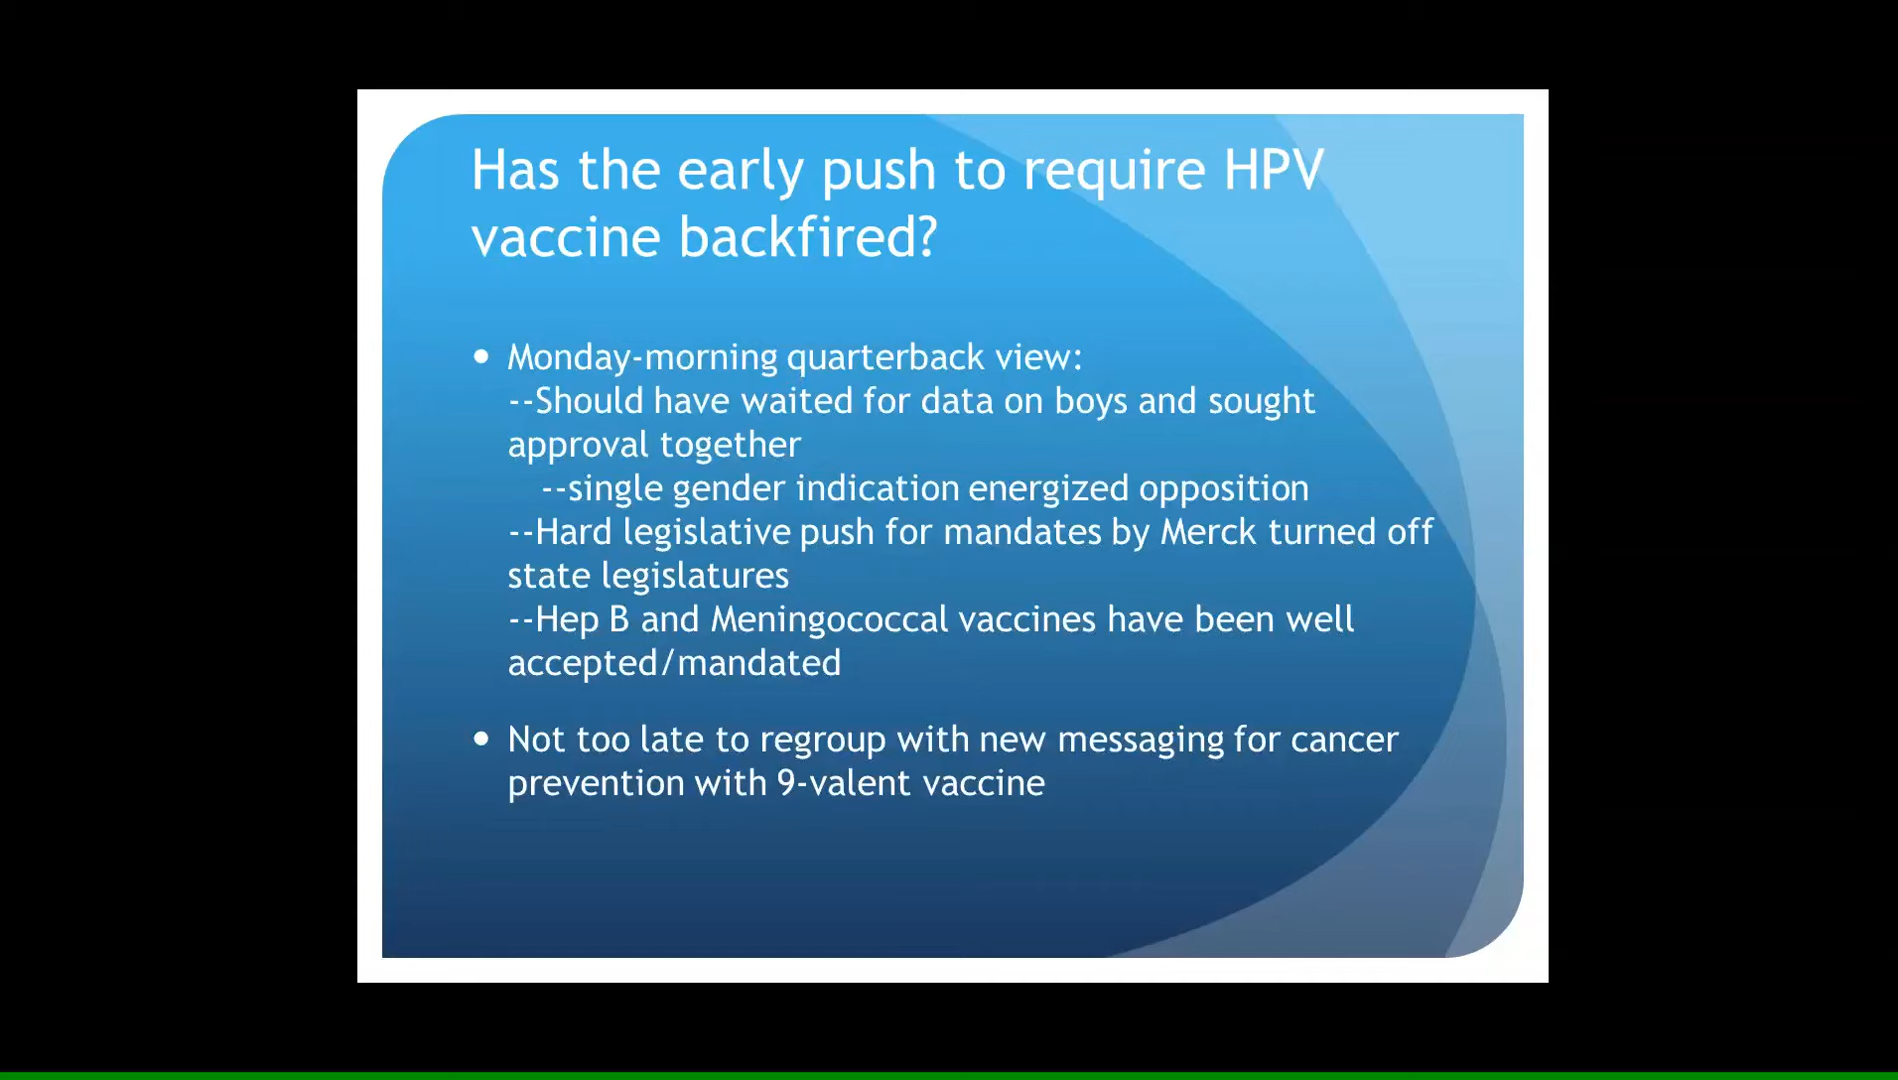 Has the early push to require HPV
vaccine backfired?
• Monday-morning quarterback view:
--Should have waited for data on boys and sought
approval together
--single gender indication energized opposition
--Hard legislative push for mandates by Merck turned off
state legislatures
--Hep B and Meningococcal vaccines have been well
accepted/mandated
• Not too late to regroup with new messaging for cancer
prevention with 9-valent vaccine